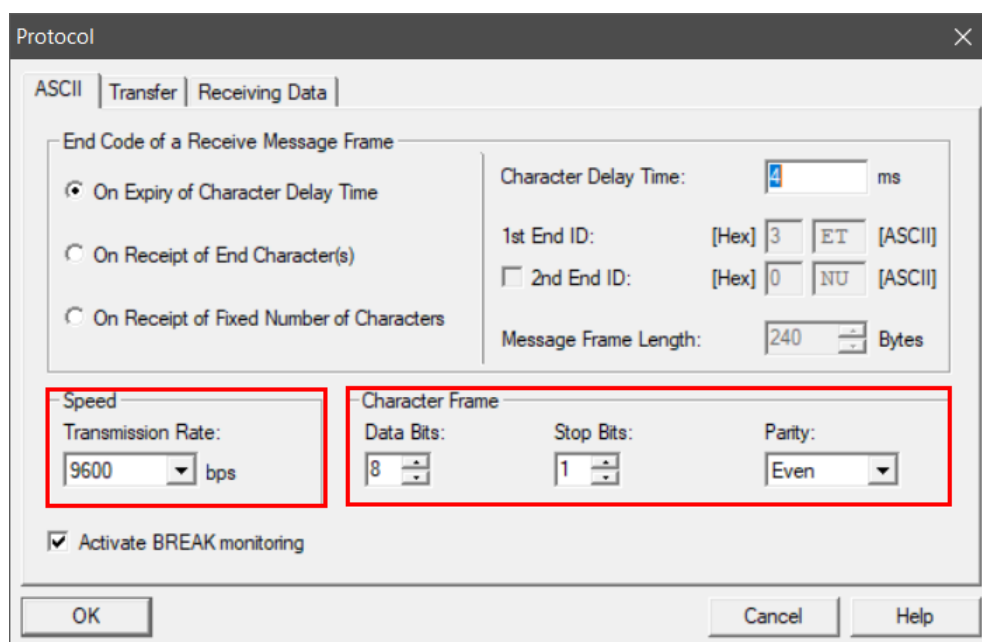 Protocol
ASCII Transfer Receiving Data
End Code of a Receive Message Frame
On Expiry of Character Delay Time
On Receipt of End Character(s)
On Receipt of Fixed Number of Characters
Character Delay Time: 4 ms
1st End ID: [Hex] 3 ET [ASCII]
2nd End ID: [Hex] 0 NU [ASCII]
Message Frame Length: 240 Bytes
Speed
Transmission Rate:
9600 bps
Character Frame
Data Bits: Stop Bits: Parity:
8 1 Even
Activate BREAK monitoring
OK Cancel Help